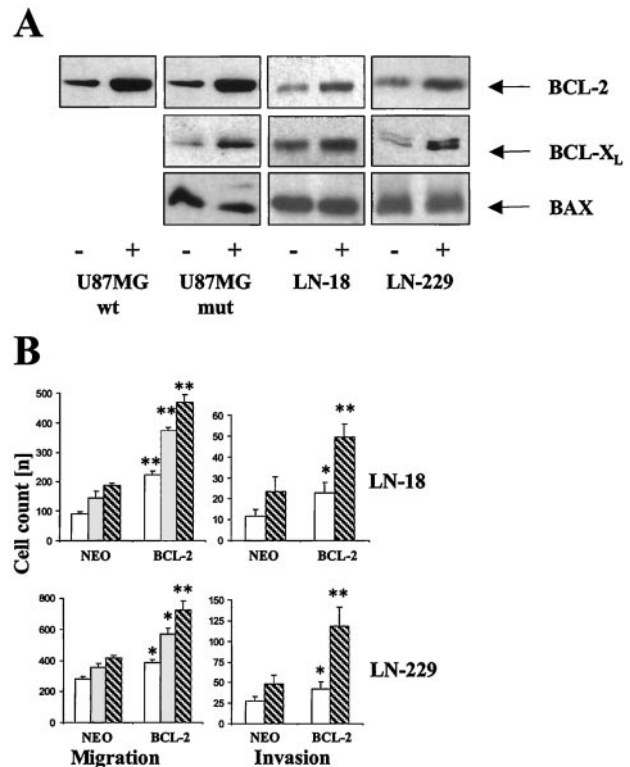 A
BCL-2
BCL-XL
BAX
- + - + - + - +
U87MG wt
U87MG mut
LN-18
LN-229
B
Cell count [n]
500
400
300
200
100
0
** ** **
NEO BCL-2
60
50
40
30
20
10
0
* **
NEO BCL-2
LN-18
800
600
400
200
0
* * **
NEO BCL-2
Migration
150
125
100
75
50
25
0
* **
NEO BCL-2
Invasion
LN-229